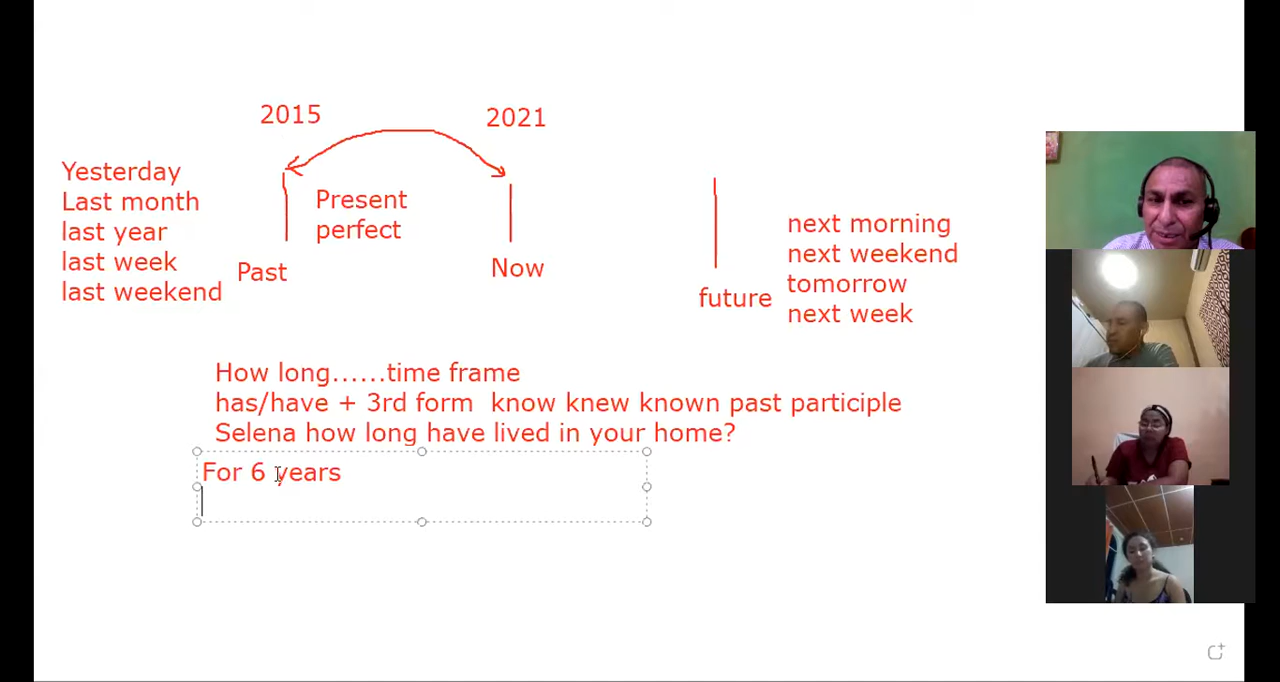 2015
2021
Yesterday
Last month
last year
last week
last weekend
Present
perfect
Past
Now
future
next morning
next weekend
tomorrow
next week
How long......time frame
has/have + 3rd form  know knew known past participle
Selena how long have lived in your home?
For 6 years